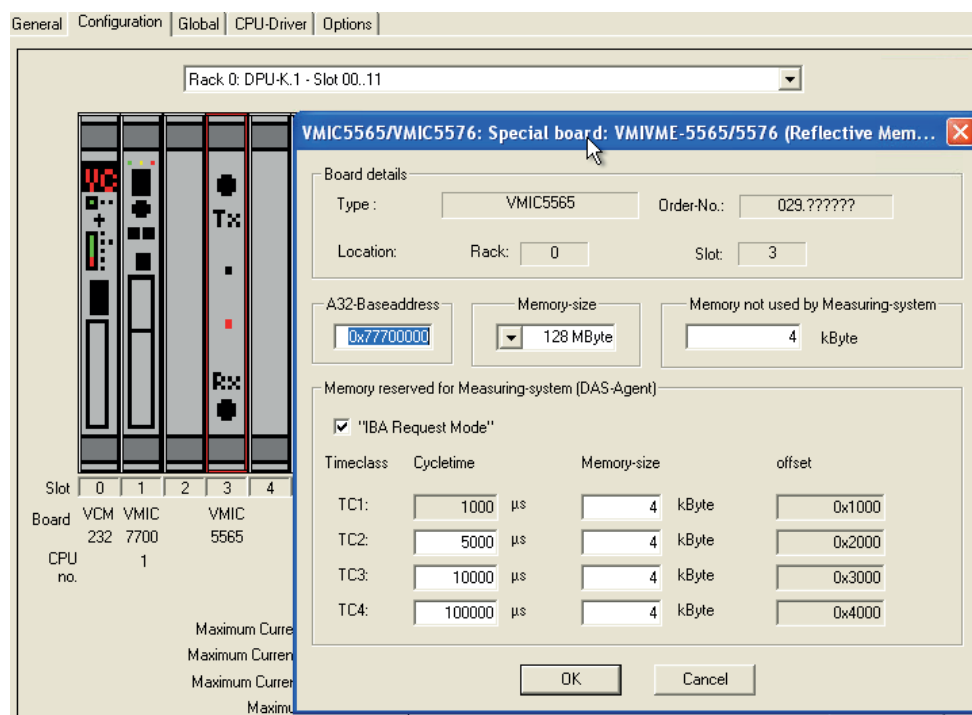 General Configuration Global CPU-Driver Options
Rack 0: DPU-K.1 - Slot 00..11
VMIC5565/VMIC5576: Special board: VMIVME-5565/5576 (Reflective Mem...
Board details
Type : VMIC5565 Order-No.: 029.??????
Location: Rack: 0 Slot: 3
A32-Baseaddress Memory-size Memory not used by Measuring-system
0x77700000 128 MByte 4 kByte
Memory reserved for Measuring-system (DAS-Agent)
"IBA Request Mode"
Timeclass Cycletime Memory-size offset
TC1: 1000 µs 4 kByte 0x1000
TC2: 5000 µs 4 kByte 0x2000
TC3: 10000 µs 4 kByte 0x3000
TC4: 100000 µs 4 kByte 0x4000
OK Cancel
VC
Tx
Rx
Slot 0 1 2 3 4
Board VCM VMIC VMIC
232 7700 5565
CPU 1
no.
Maximum Curre
Maximum Curren
Maximum Curren
Maximu